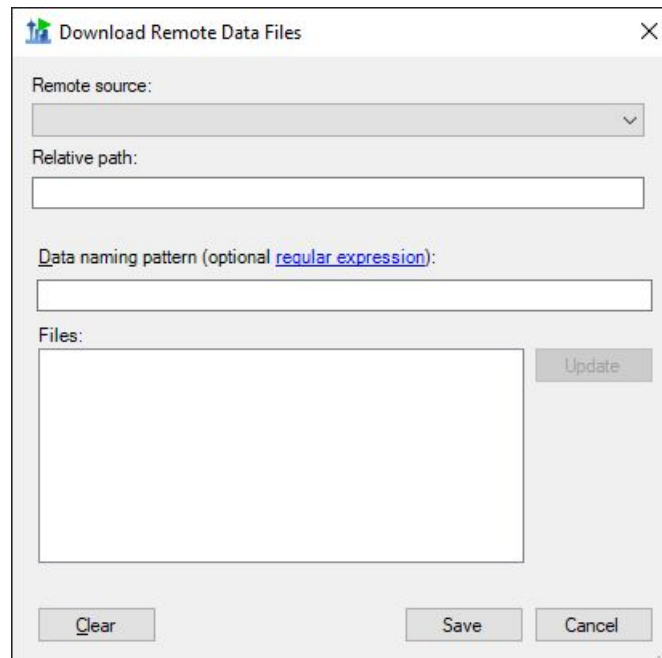 Download Remote Data Files
Remote source:
Relative path:
Data naming pattern (optional regular expression):
Files:
Update
Clear Save Cancel